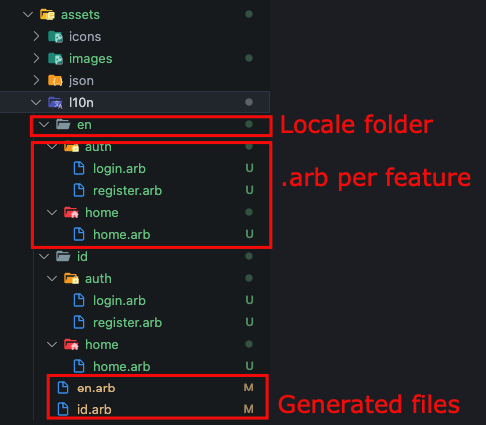 assets
icons
images
json
l10n
en
Locale folder
auth
login.arb U
.arb per feature
register.arb U
home
home.arb U
id
auth
login.arb U
register.arb U
home
home.arb U
en.arb M
id.arb M
Generated files